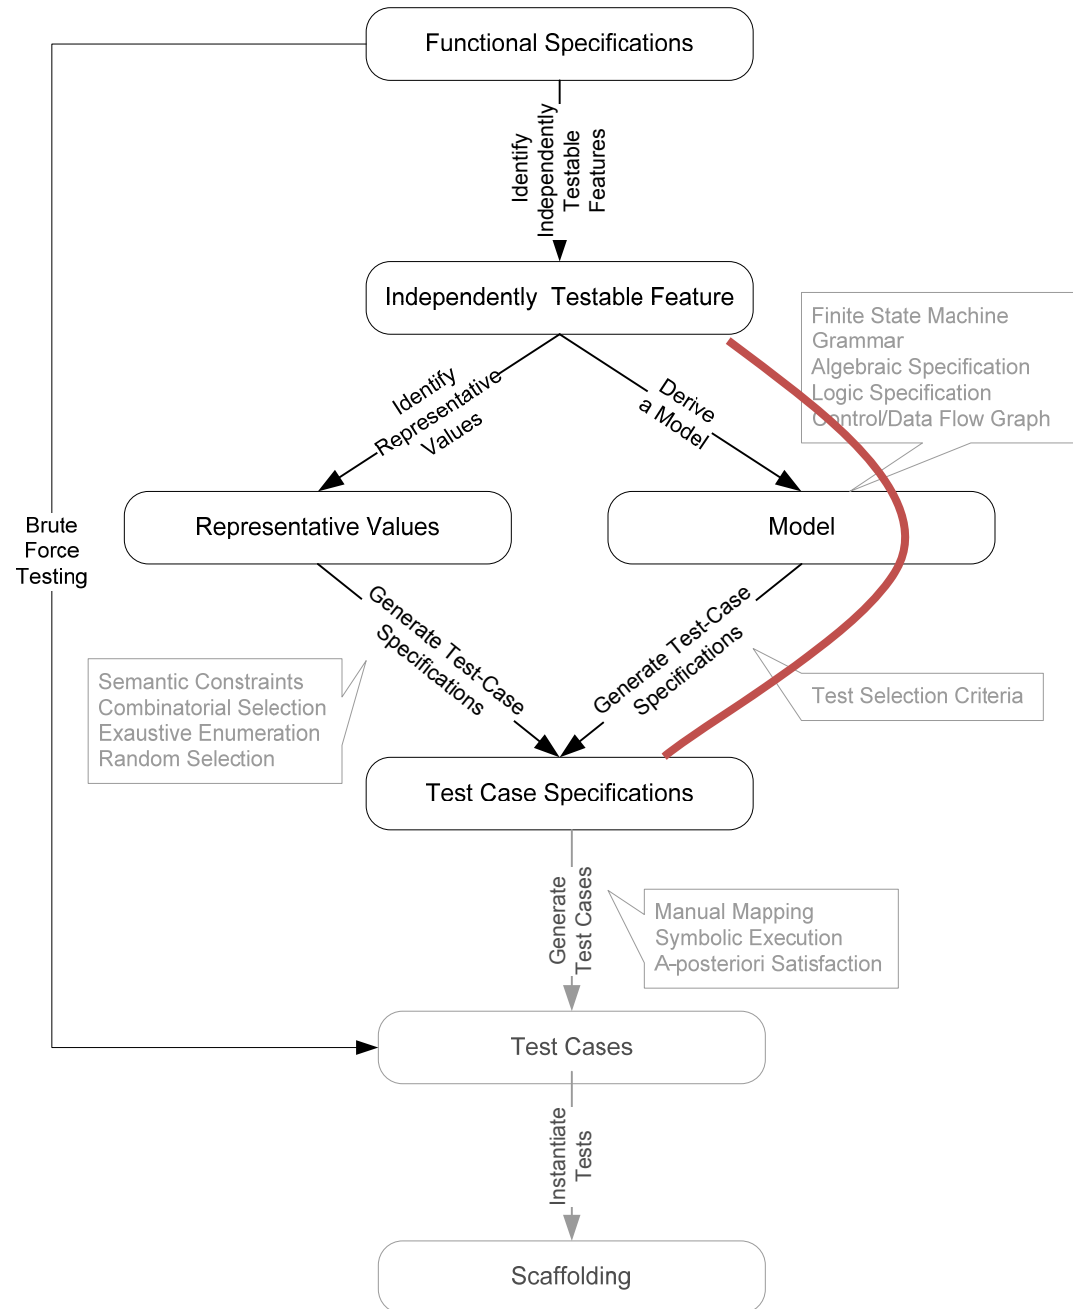 Functional Specifications
Identify
Independently
Testable
Features
Independently Testable Feature
Finite State Machine
Grammar
Algebraic Specification
Logic Specification
Control/Data Flow Graph
Identify
Representative
Values
Derive
a Model
Representative Values
Model
Brute
Force
Testing
Generate Test-Case
Specifications
Generate Test-Case
Specifications
Semantic Constraints
Combinatorial Selection
Exaustive Enumeration
Random Selection
Test Selection Criteria
Test Case Specifications
Generate
Test Cases
Manual Mapping
Symbolic Execution
A-posteriori Satisfaction
Test Cases
Instantiate
Tests
Scaffolding